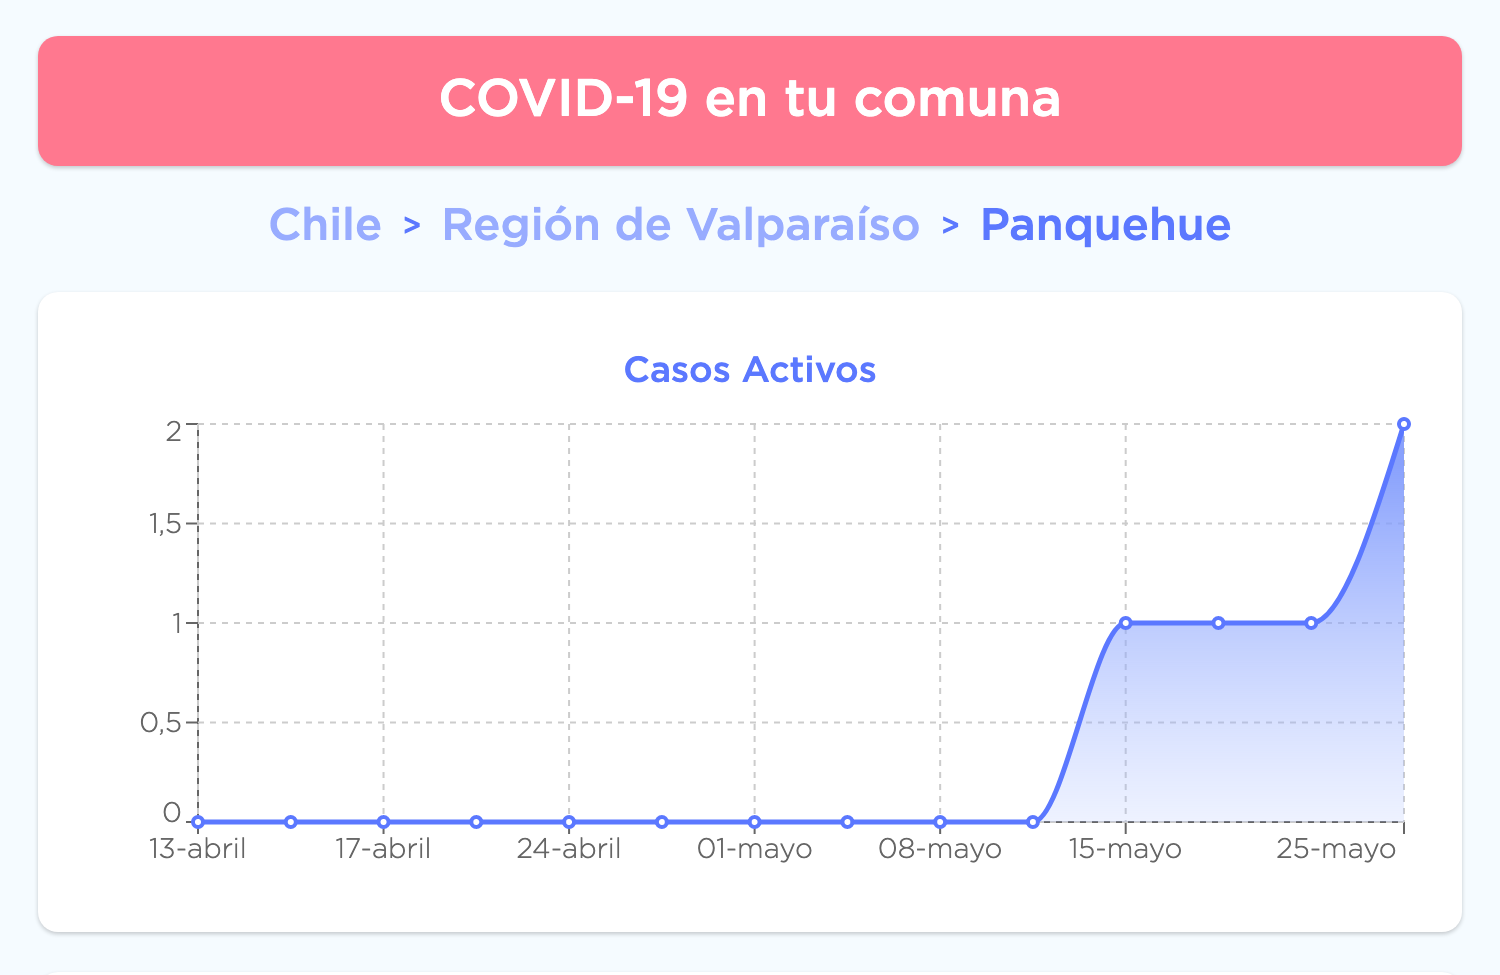 COVID-19 en tu comuna
Chile > Región de Valparaíso > Panquehue
Casos Activos
2
1,5
1
0,5
0
13-abril 17-abril 24-abril 01-mayo 08-mayo 15-mayo 25-mayo